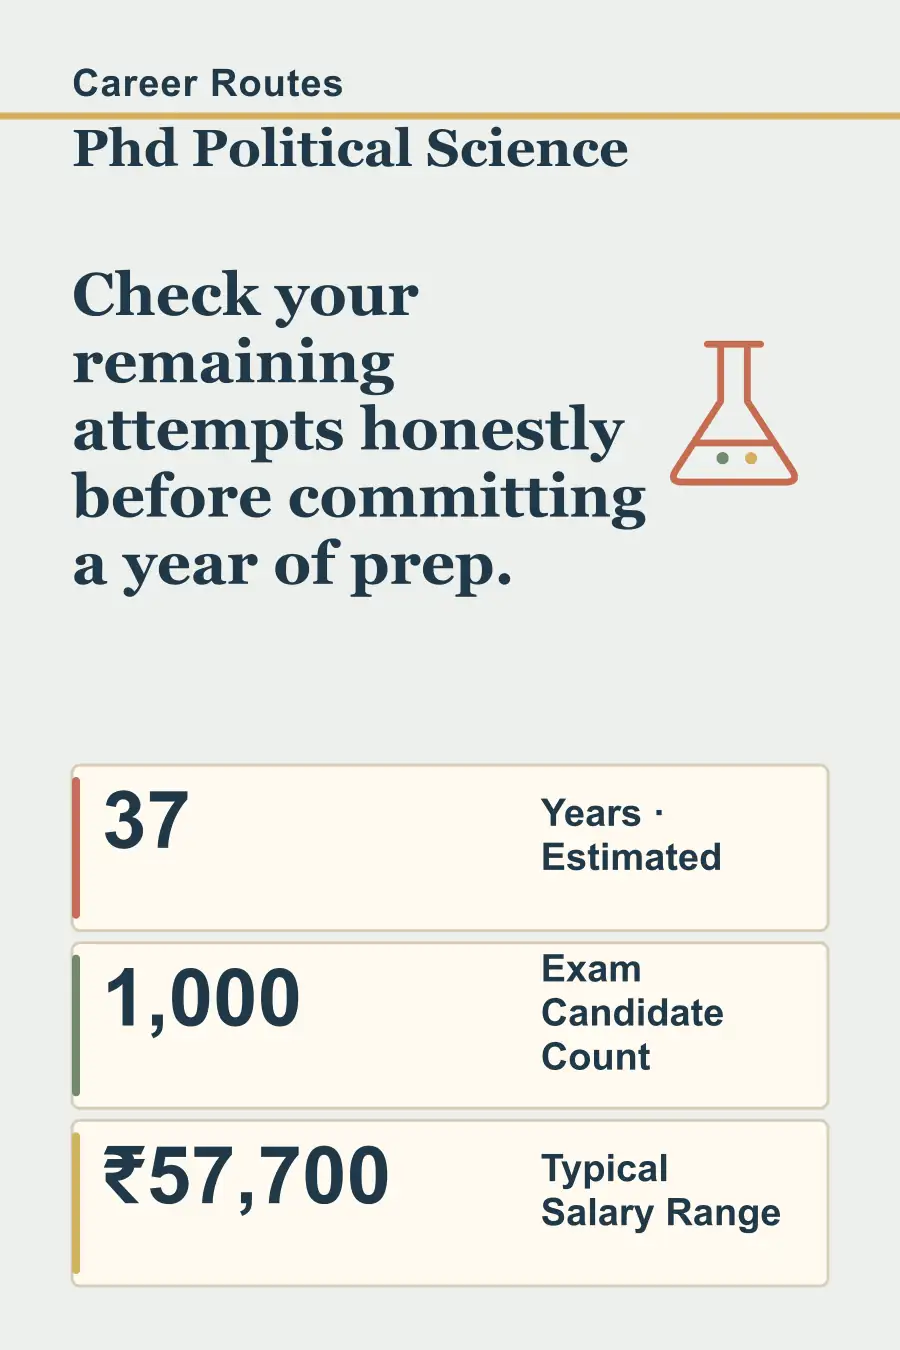 Career Routes
Phd Political Science
Check your
remaining
attempts honestly
before committing
a year of prep.
37
Years ·
Estimated
1,000
Exam
Candidate
Count
₹57,700
Typical
Salary Range